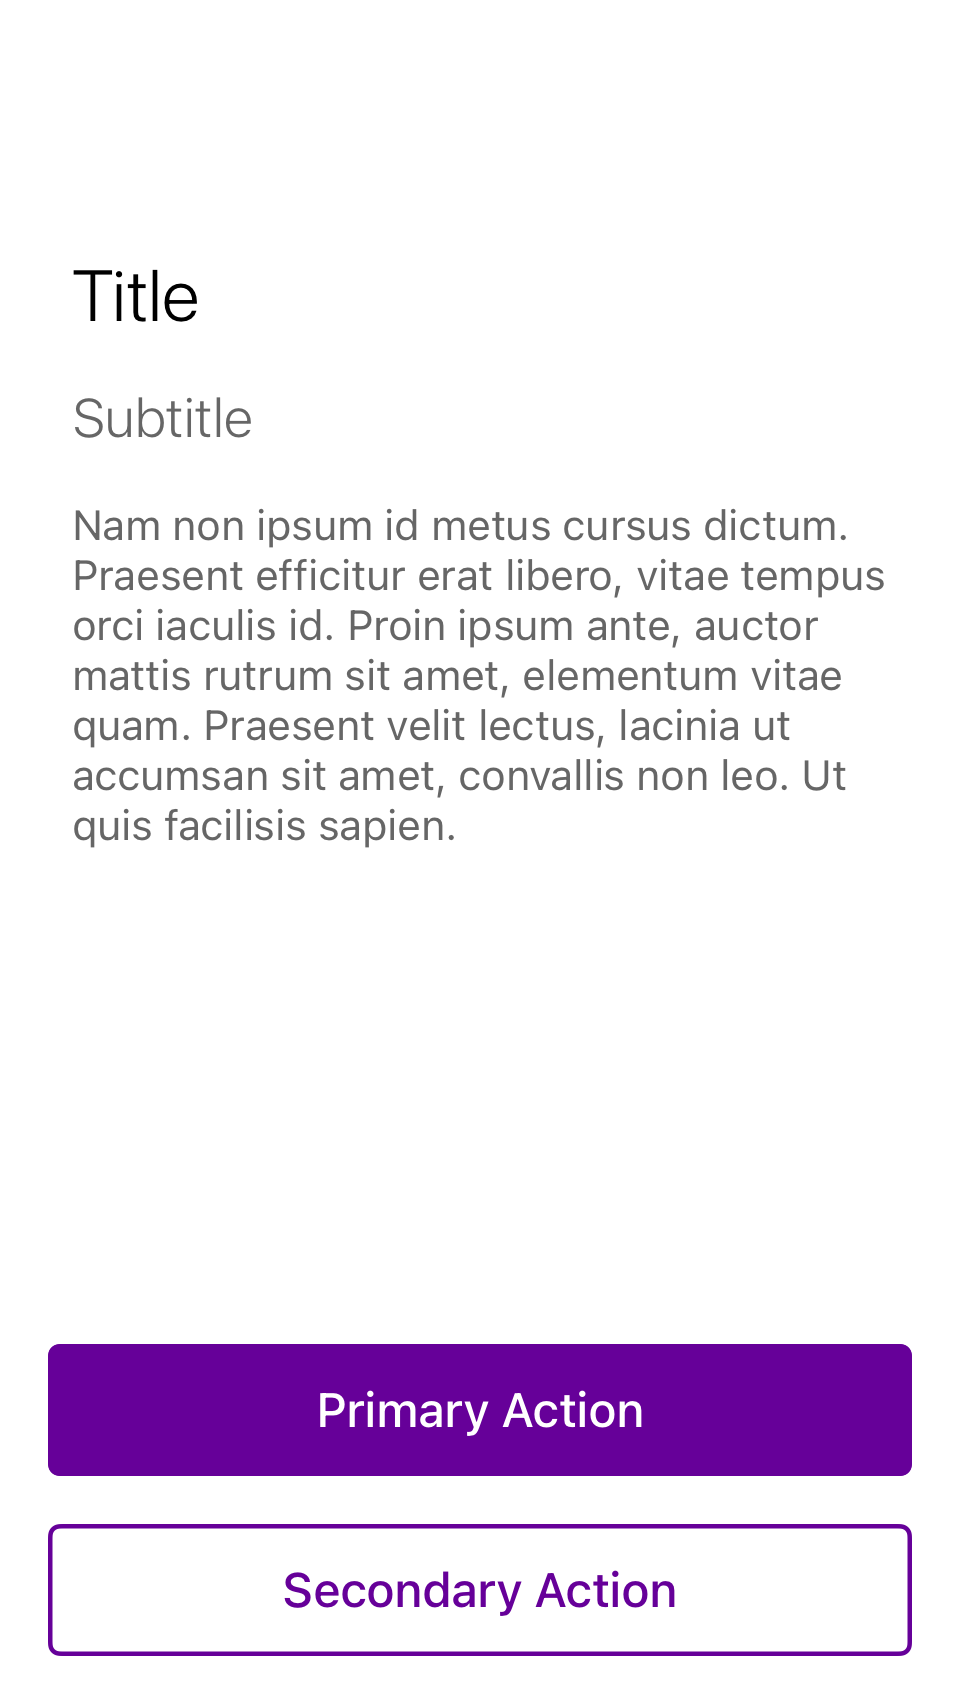 Title
Subtitle
Nam non ipsum id metus cursus dictum.
Praesent efficitur erat libero, vitae tempus
orci iaculis id. Proin ipsum ante, auctor
mattis rutrum sit amet, elementum vitae
quam. Praesent velit lectus, lacinia ut
accumsan sit amet, convallis non leo. Ut
quis facilisis sapien.
Primary Action
Secondary Action